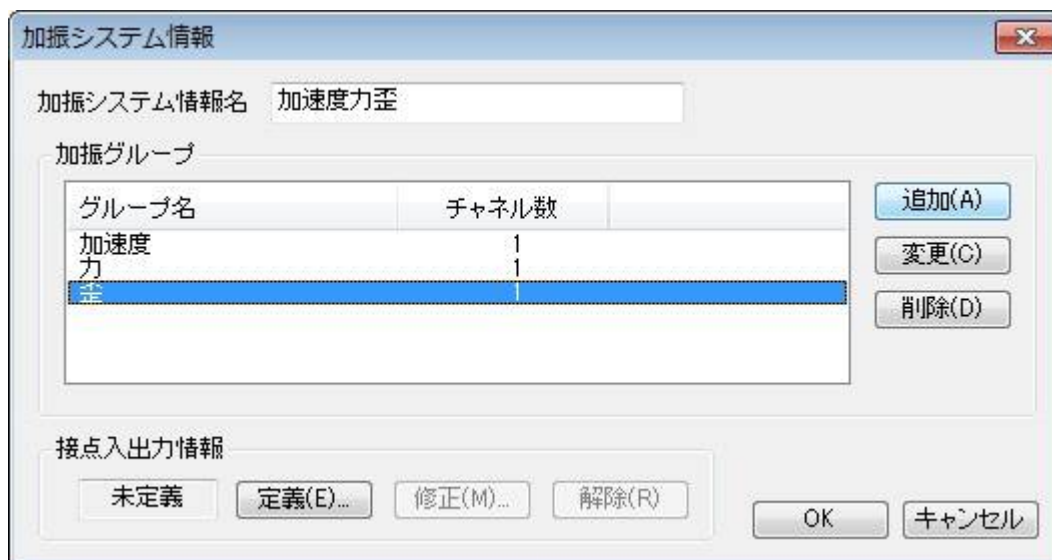 加振システム情報
加振システム情報名 加速度力歪
加振グループ
グループ名 チャネル数
加速度 1
力 1
歪 1
追加(A)
変更(C)
削除(D)
接点入出力情報
未定義 定義(E)... 修正(M)... 解除(R)
OK キャンセル